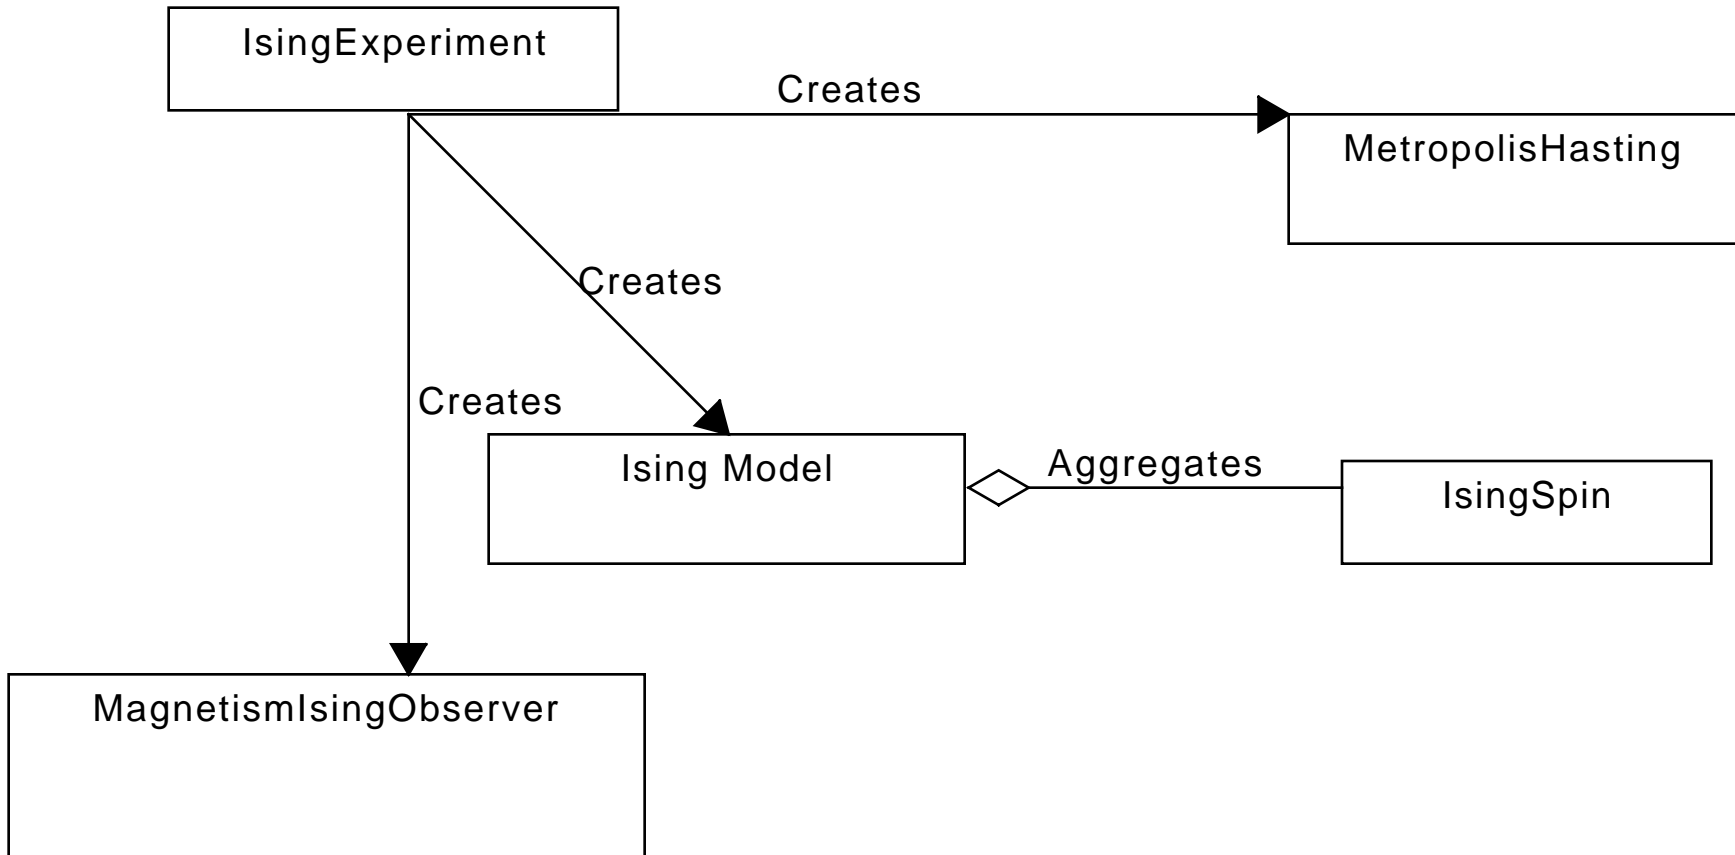 IsingExperiment
Creates
MetropolisHasting
Creates
Creates
Ising Model
Aggregates
IsingSpin
MagnetismIsingObserver